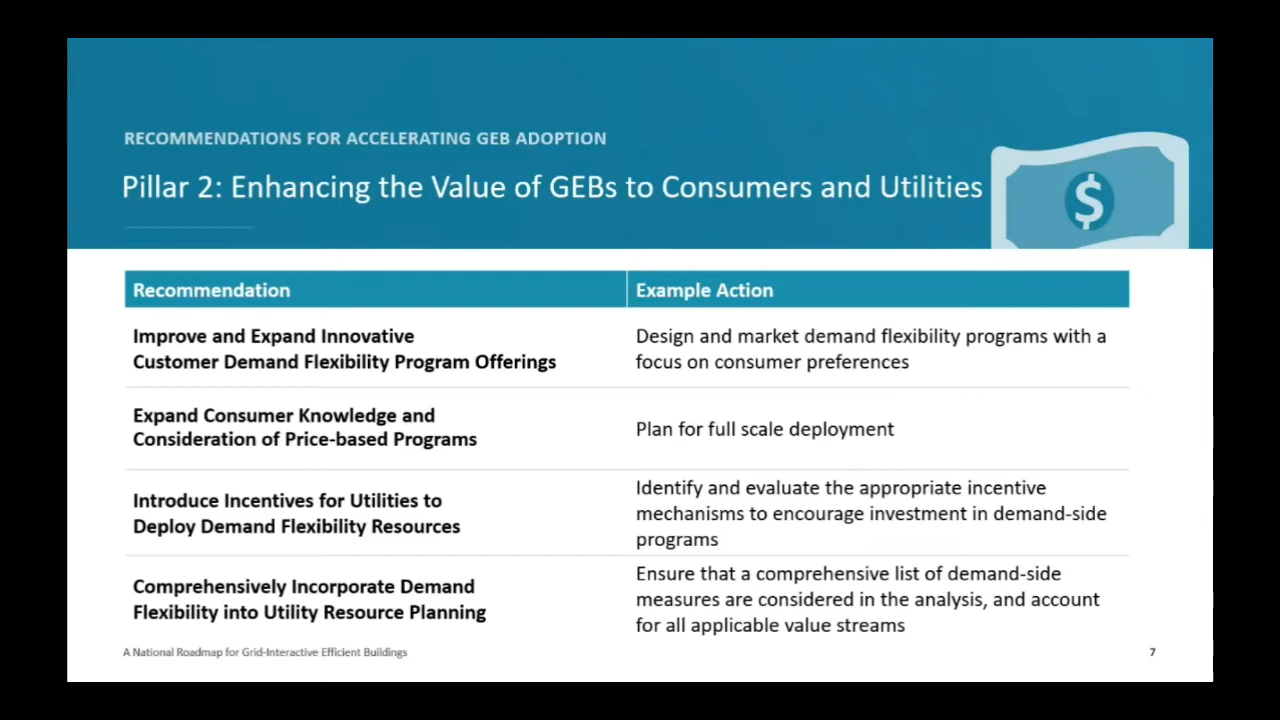 RECOMMENDATIONS FOR ACCELERATING GEB ADOPTION
Pillar 2: Enhancing the Value of GEBs to Consumers and Utilities
$
Recommendation
Example Action
Improve and Expand Innovative
Customer Demand Flexibility Program Offerings
Design and market demand flexibility programs with a
focus on consumer preferences
Expand Consumer Knowledge and
Consideration of Price-based Programs
Plan for full scale deployment
Introduce Incentives for Utilities to
Deploy Demand Flexibility Resources
Identify and evaluate the appropriate incentive
mechanisms to encourage investment in demand-side
programs
Comprehensively Incorporate Demand
Flexibility into Utility Resource Planning
Ensure that a comprehensive list of demand-side
measures are considered in the analysis, and account
for all applicable value streams
A National Roadmap for Grid-Interactive Efficient Buildings
7